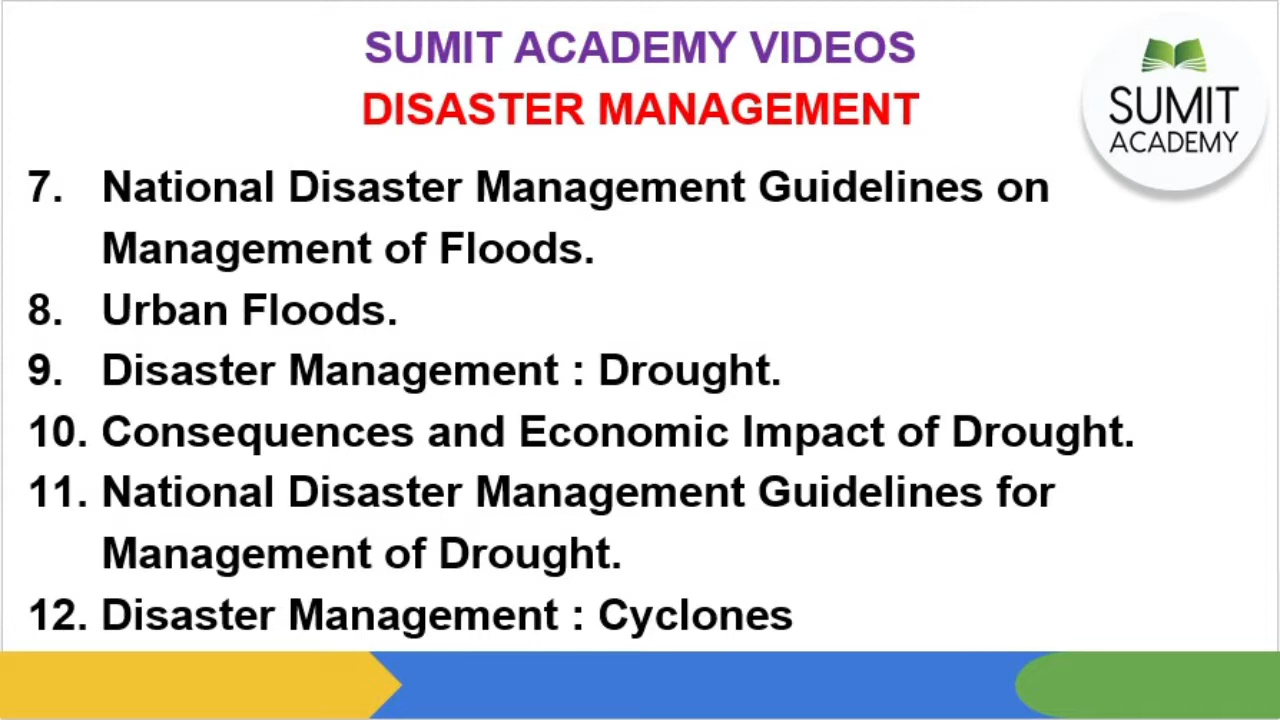 SUMIT ACADEMY VIDEOS
DISASTER MANAGEMENT
SUMIT
ACADEMY
7. National Disaster Management Guidelines on
Management of Floods.
8. Urban Floods.
9. Disaster Management : Drought.
10. Consequences and Economic Impact of Drought.
11. National Disaster Management Guidelines for
Management of Drought.
12. Disaster Management : Cyclones